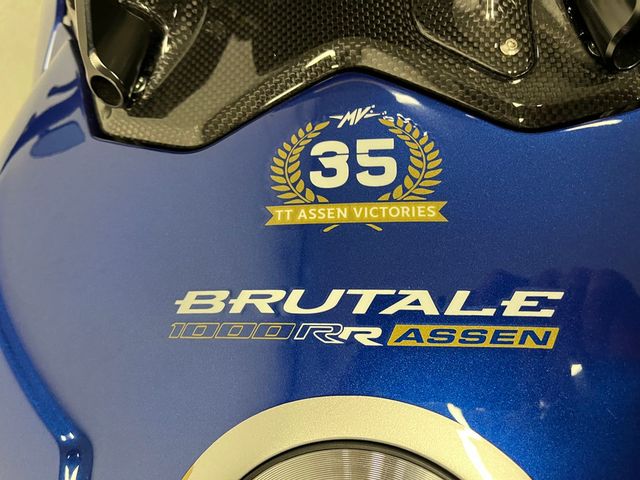 MV
35
TT ASSEN VICTORIES
BRUTALE
1000RR ASSEN